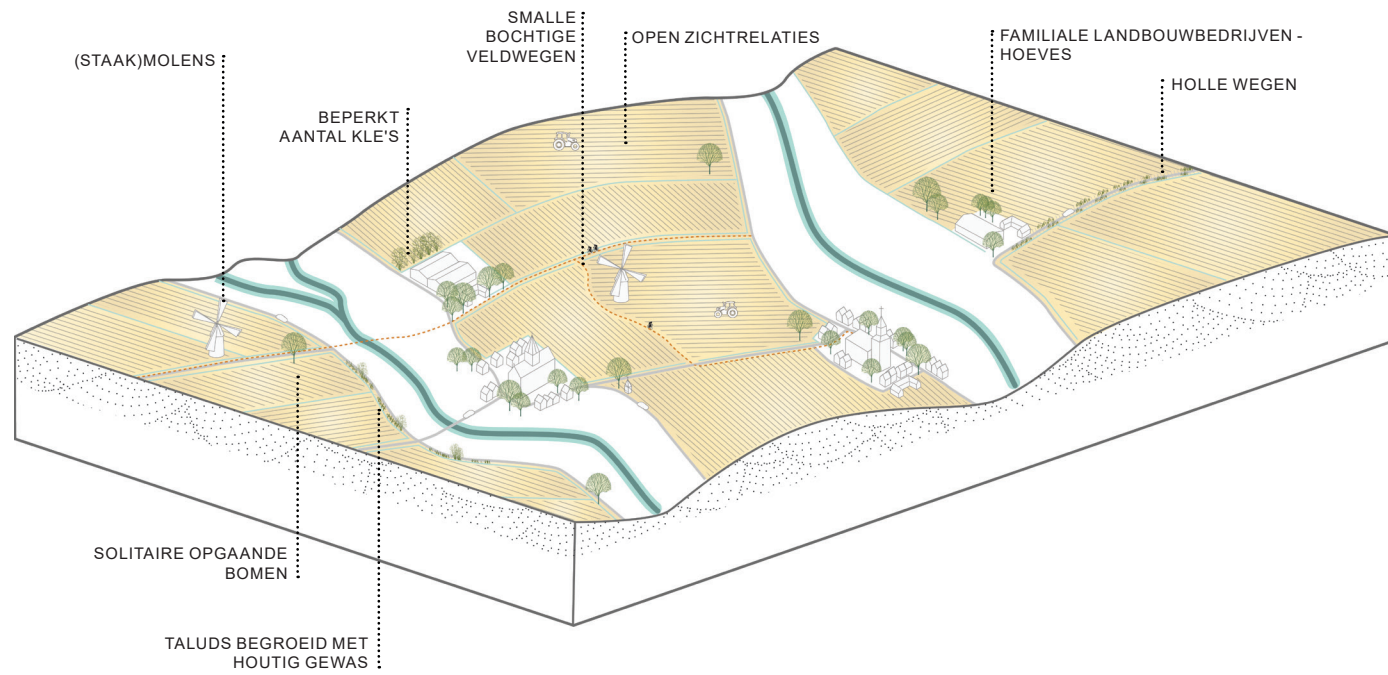 SMALLE
BOCHTIGE
VELDWEGEN
OPEN ZICHTRELATIES
FAMILIALE LANDBOUWBEDRIJVEN -
HOEVES
(STAAK)MOLENS
HOLLE WEGEN
BEPERKT
AANTAL KLE'S
SOLITAIRE OPGAANDE
BOMEN
TALUDS BEGROEID MET
HOUTIG GEWAS